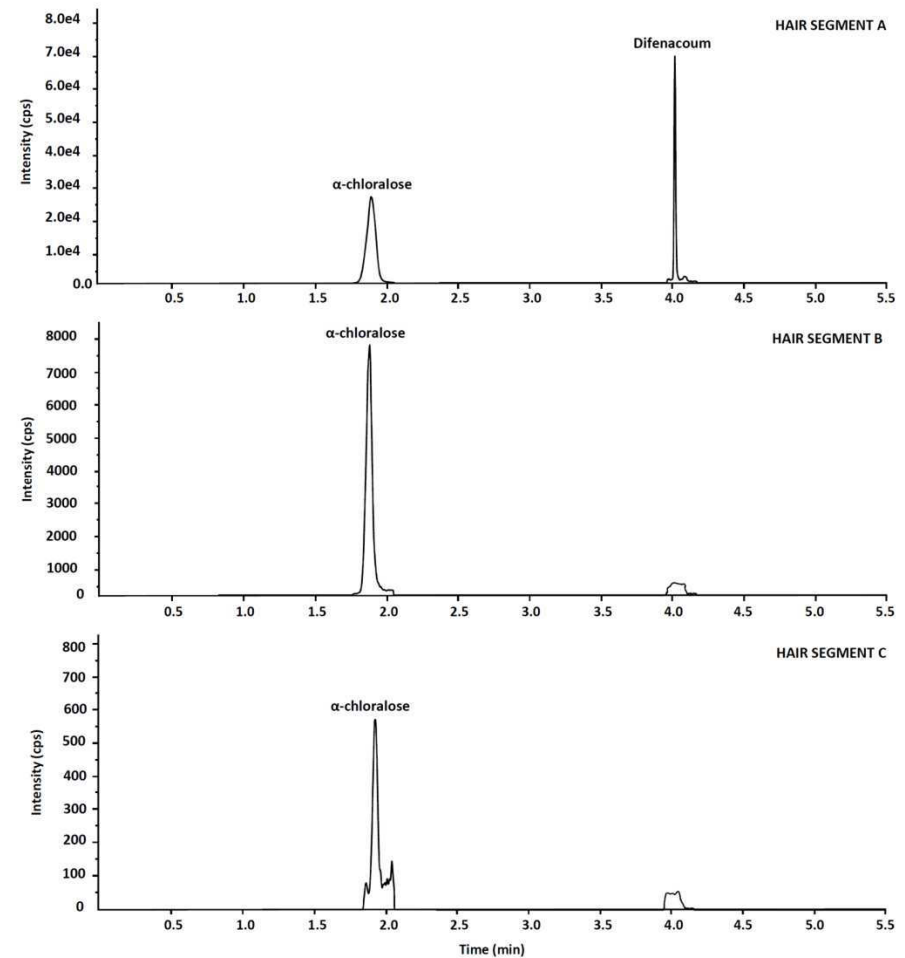 HAIR SEGMENT A
Difenacoum
α-chloralose
Intensity (cps)
8.0e4
7.0e4
6.0e4
5.0e4
4.0e4
3.0e4
2.0e4
1.0e4
0.0
0.5 1.0 1.5 2.0 2.5 3.0 3.5 4.0 4.5 5.0 5.5
HAIR SEGMENT B
α-chloralose
Intensity (cps)
8000
7000
6000
5000
4000
3000
2000
1000
0
0.5 1.0 1.5 2.0 2.5 3.0 3.5 4.0 4.5 5.0 5.5
HAIR SEGMENT C
α-chloralose
Intensity (cps)
800
700
600
500
400
300
200
100
0
0.5 1.0 1.5 2.0 2.5 3.0 3.5 4.0 4.5 5.0 5.5
Time (min)